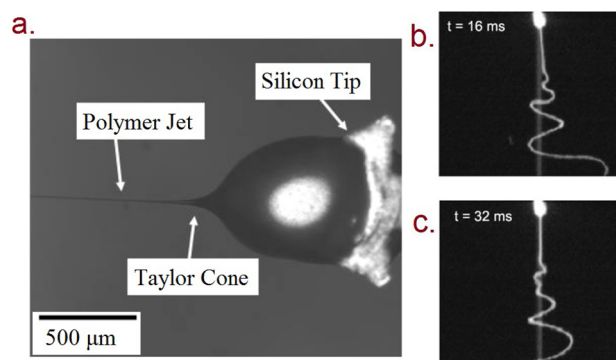 a.
Silicon Tip
Polymer Jet
Taylor Cone
500 μm
b.
t = 16 ms
c.
t = 32 ms